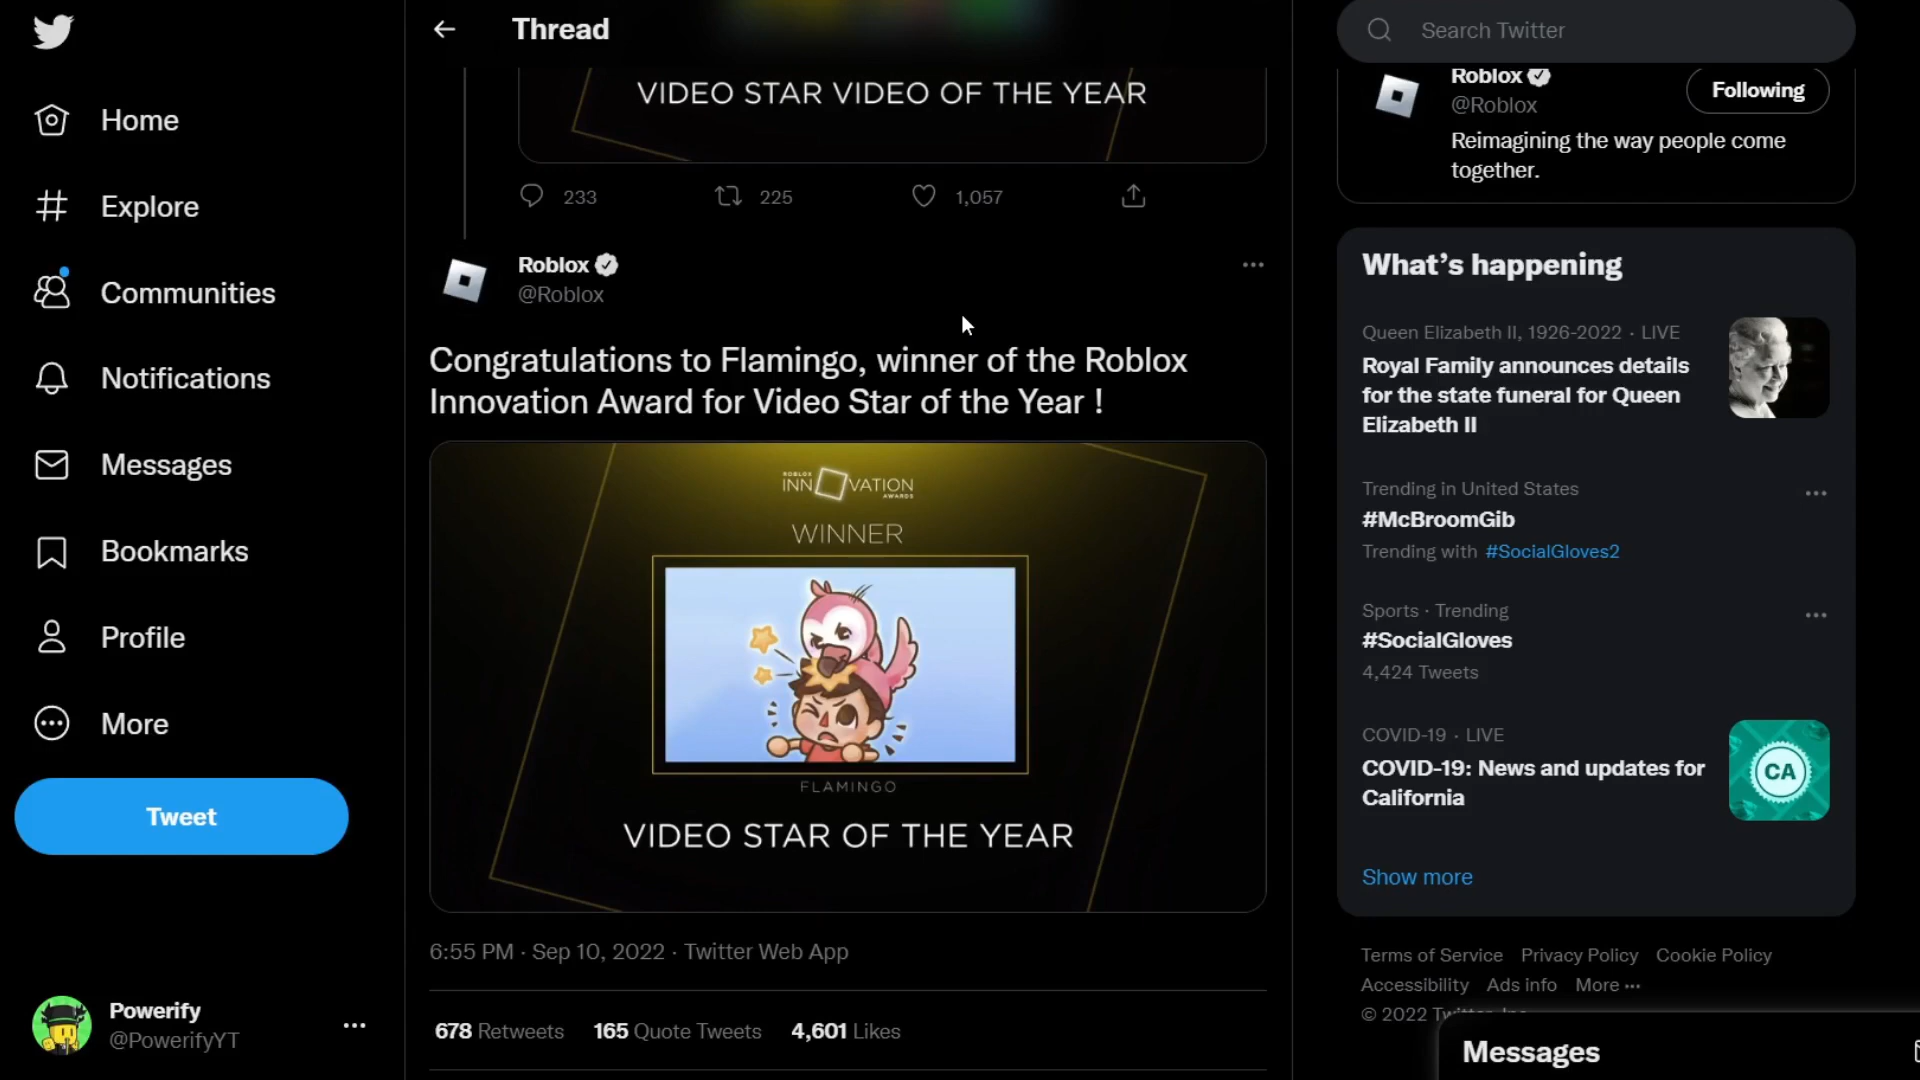 Home
Explore
Communities
Notifications
Messages
Bookmarks
Profile
More
Tweet
Powerify
@PowerifyYT
Thread
VIDEO STAR VIDEO OF THE YEAR
233 225 1,057
Roblox
@Roblox
Congratulations to Flamingo, winner of the Roblox
Innovation Award for Video Star of the Year !
ROBLOX
INNOVATION
AWARDS
WINNER
FLAMINGO
VIDEO STAR OF THE YEAR
6:55 PM · Sep 10, 2022 · Twitter Web App
678 Retweets 165 Quote Tweets 4,601 Likes
Search Twitter
Roblox
@Roblox
Following
Reimagining the way people come
together.
What's happening
Queen Elizabeth II, 1926-2022 · LIVE
Royal Family announces details
for the state funeral for Queen
Elizabeth II
Trending in United States
#McBroomGib
Trending with #SocialGloves2
Sports · Trending
#SocialGloves
4,424 Tweets
COVID-19 · LIVE
COVID-19: News and updates for
California
CA
Show more
Terms of Service Privacy Policy Cookie Policy
Accessibility Ads info More
© 2022
Messages